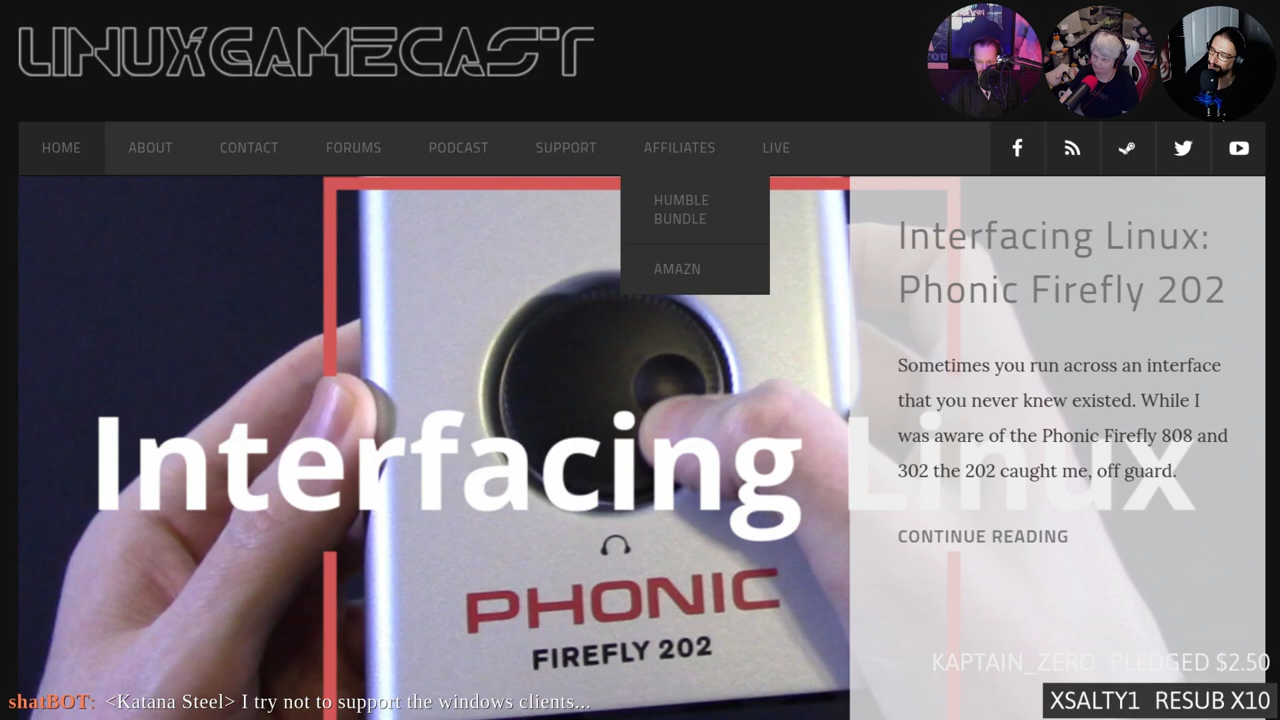 LINUXGAMECAST
HOME ABOUT CONTACT FORUMS PODCAST SUPPORT AFFILIATES LIVE
HUMBLE
BUNDLE
AMAZN
Interfacing Linux:
Phonic Firefly 202
Sometimes you run across an interface
that you never knew existed. While I
was aware of the Phonic Firefly 808 and
302 the 202 caught me, off guard.
CONTINUE READING
Interfacing Linux
PHONIC
FIREFLY 202
KAPTAIN_ZERO PLEDGED $2.50
XSALTY1 RESUB X10
shatBOT: <Katana Steel> I try not to support the windows clients...